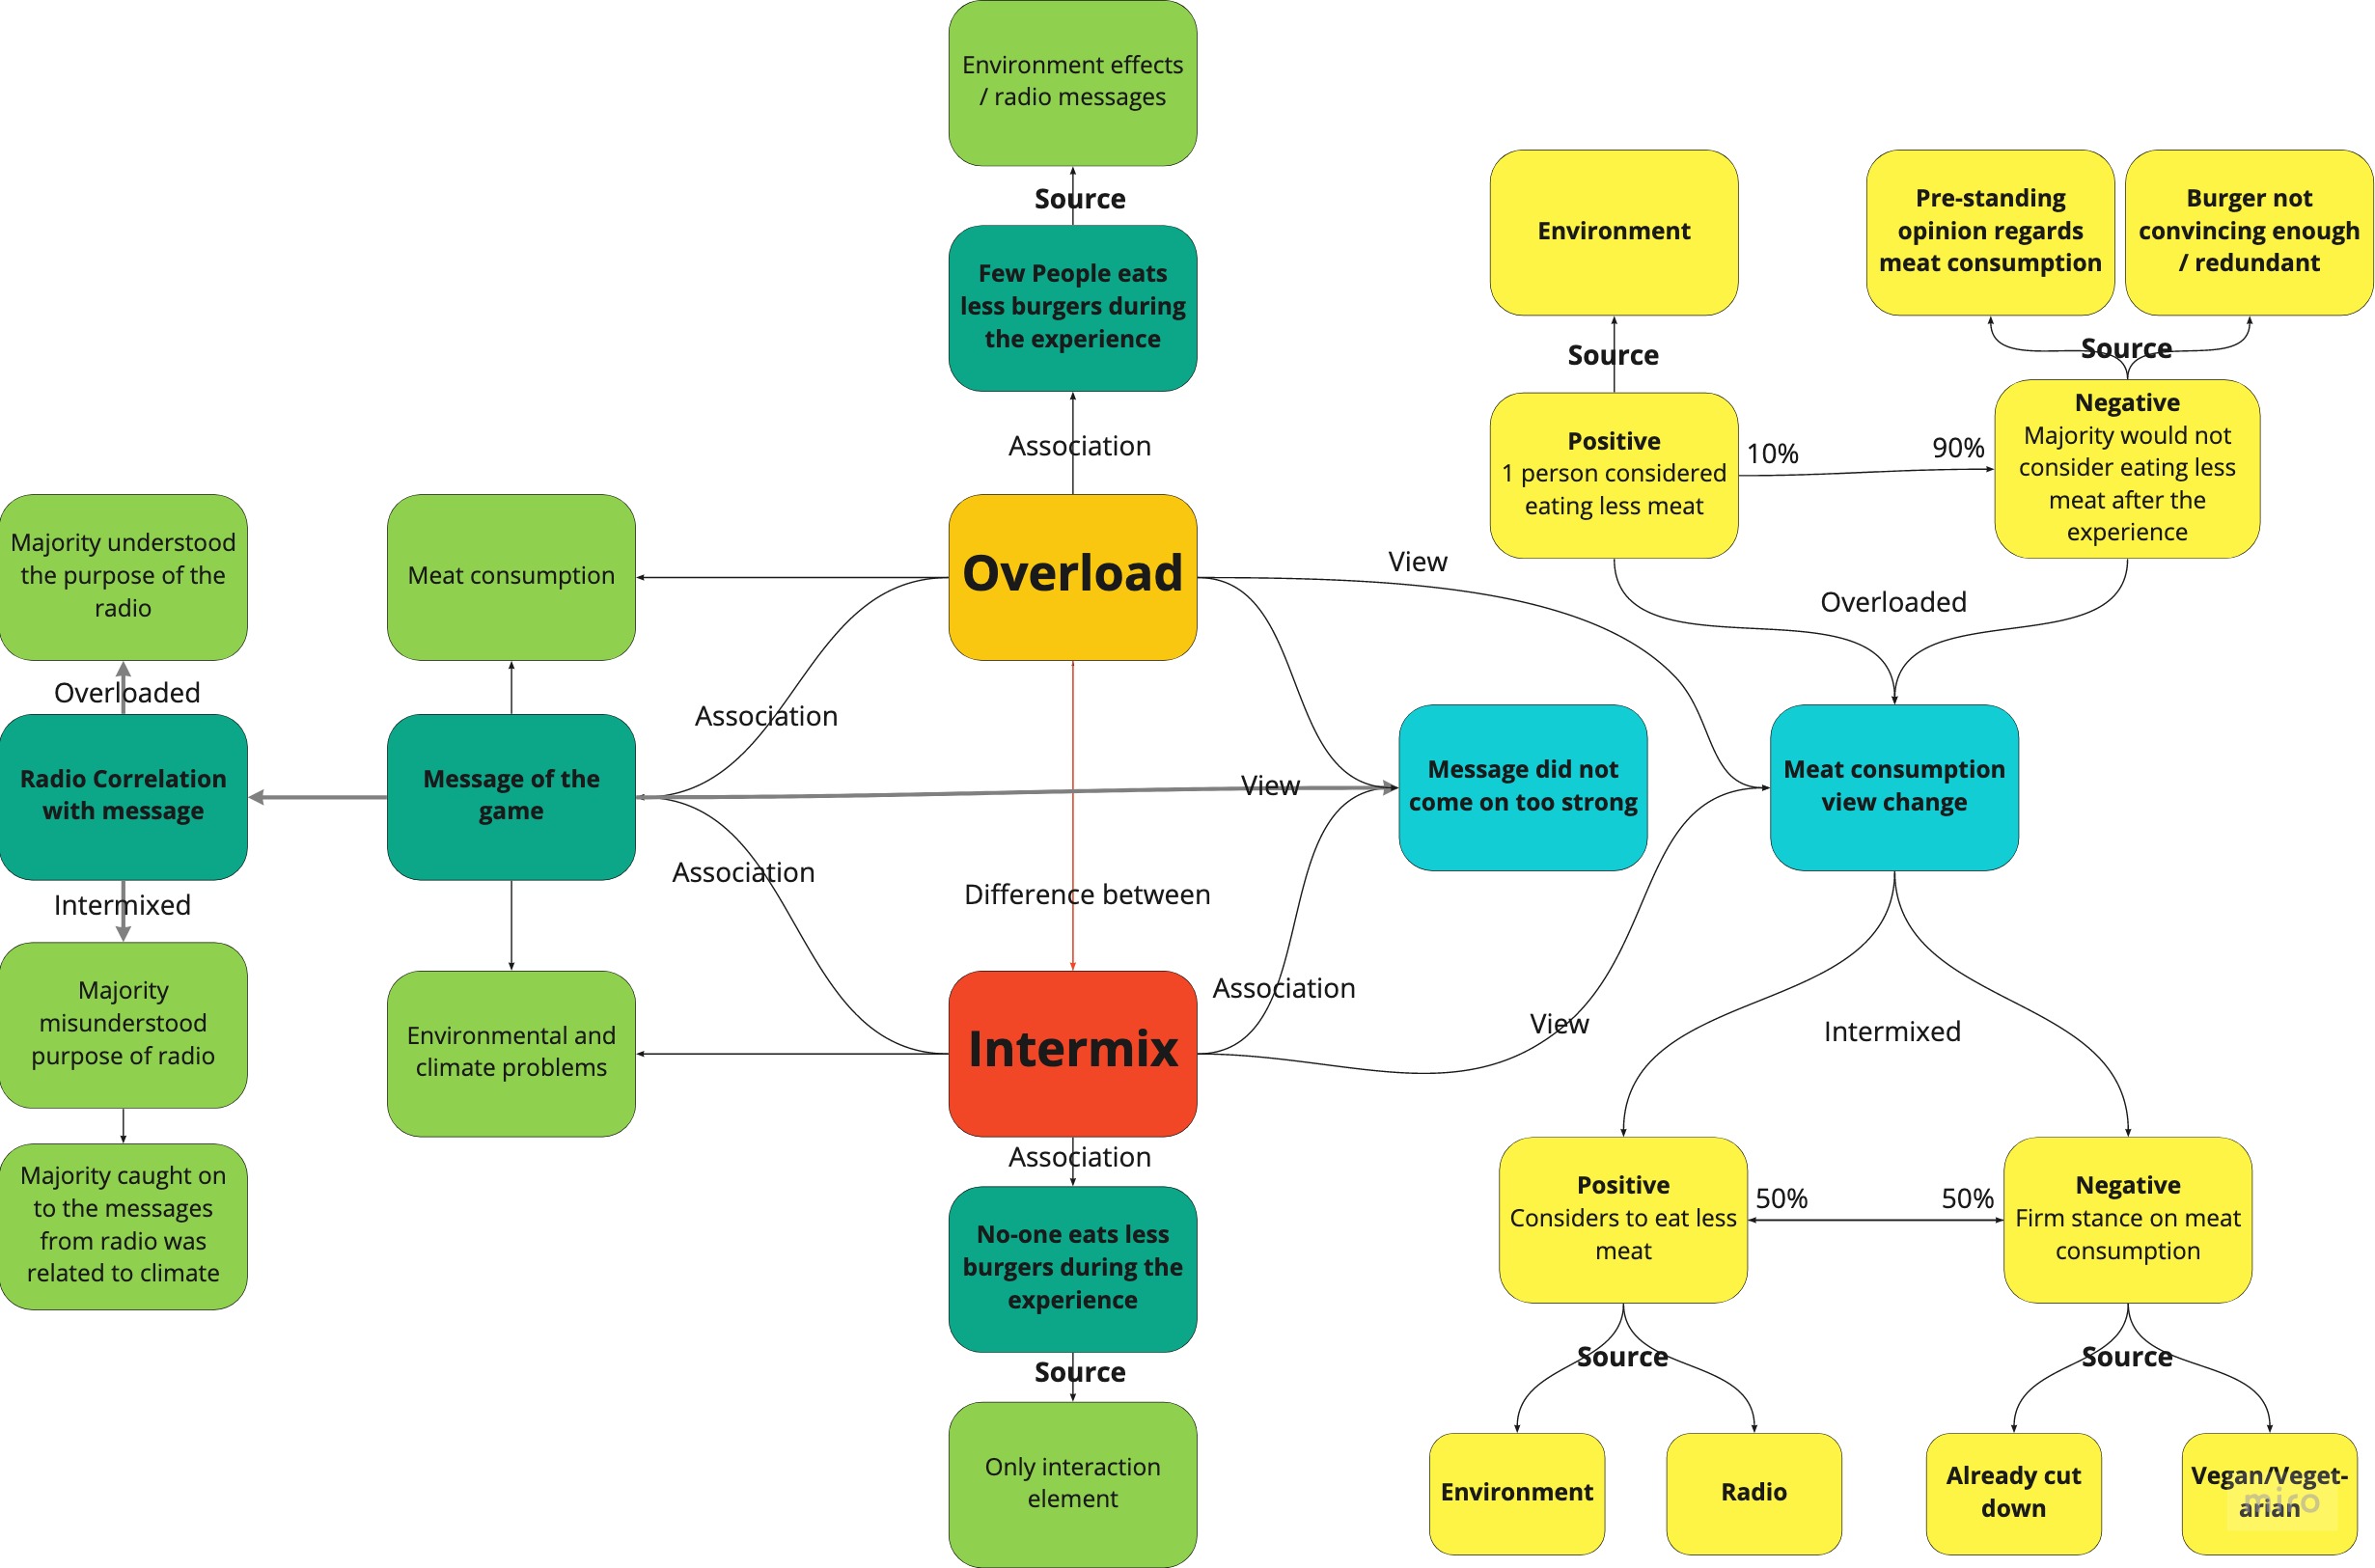 Environment effects
/ radio messages
Source
Few People eats
less burgers during
the experience
Association
Environment
Pre-standing
opinion regards
meat consumption
Burger not
convincing enough
/ redundant
Source
Source
Positive
1 person considered
eating less meat
10%
90%
Negative
Majority would not
consider eating less
meat after the
experience
Overloaded
Majority understood
the purpose of the
radio
Meat consumption
Overload
View
Overloaded
Association
Radio Correlation
with message
Message of the
game
View
Message did not
come on too strong
Meat consumption
view change
Intermixed
Association
Difference between
Majority
misunderstood
purpose of radio
Environmental and
climate problems
Intermix
Association
View
Intermixed
Majority caught on
to the messages
from radio was
related to climate
Association
No-one eats less
burgers during the
experience
Source
Only interaction
element
Positive
Considers to eat less
meat
50%
50%
Negative
Firm stance on meat
consumption
Source
Source
Environment
Radio
Already cut
down
Vegan/Veget-
arian
miro